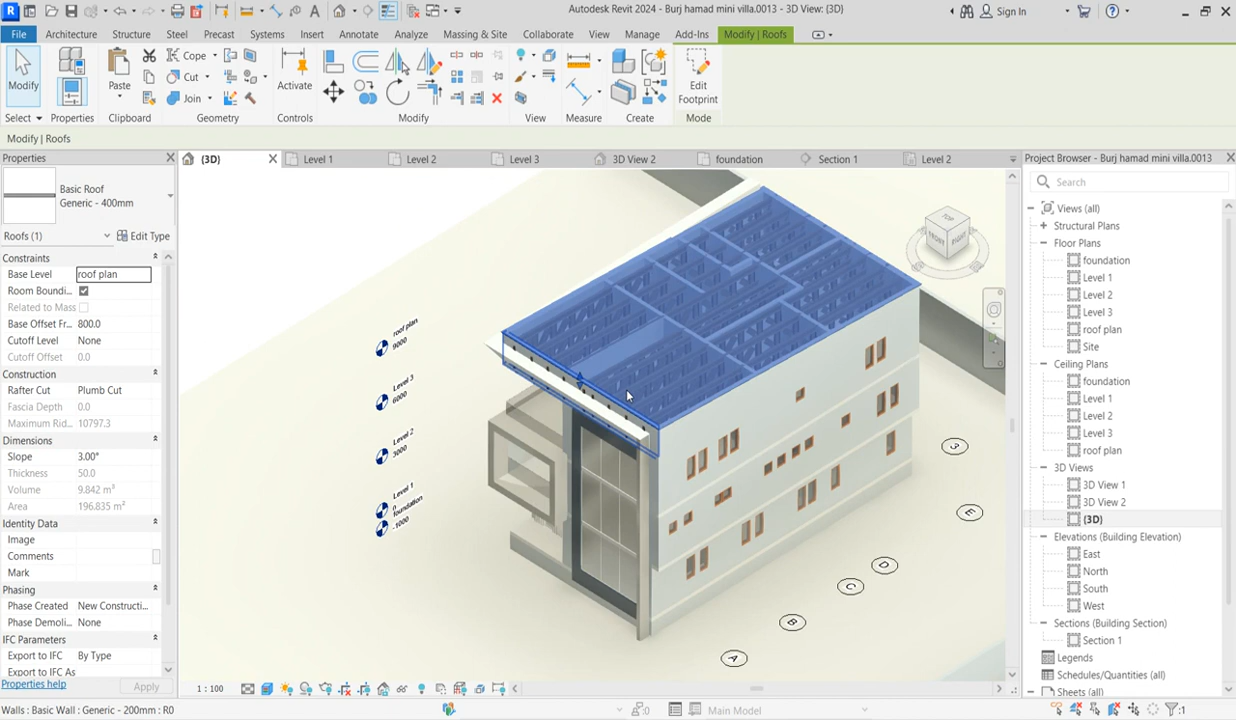 Autodesk Revit 2024 - Burj hamad mini villa.0013 - 3D View: {3D}
Sign In
File Architecture Structure Steel Precast Systems Insert Annotate Analyze Massing & Site Collaborate View Manage Add-Ins Modify | Roofs
Modify
Select
Properties
Paste
Clipboard
Cope
Cut
Join
Geometry
Activate
Controls
Modify
View
Measure
Create
Edit
Footprint
Mode
Modify | Roofs
Properties
{3D} Level 1 Level 2 Level 3 3D View 2 foundation Section 1 Level 2
Project Browser - Burj hamad mini villa.0013
Basic Roof
Generic - 400mm
Roofs (1)
Edit Type
Constraints
Base Level roof plan
Room Boundi...
Related to Mass
Base Offset Fr... 800.0
Cutoff Level None
Cutoff Offset 0.0
Construction
Rafter Cut Plumb Cut
Fascia Depth 0.0
Maximum Rid... 10797.3
Dimensions
Slope 3.00°
Thickness 50.0
Volume 9.842 m³
Area 196.835 m²
Identity Data
Image
Comments
Mark
Phasing
Phase Created New Constructi...
Phase Demoli... None
IFC Parameters
Export to IFC By Type
Export to IFC As
Properties help
Apply
roof plan
9000
Level 3
6000
Level 2
3000
Level 1
0
foundation
-1000
TOP
FRONT
RIGHT
3
E
D
C
B
A
Search
Views (all)
Structural Plans
Floor Plans
foundation
Level 1
Level 2
Level 3
roof plan
Site
Ceiling Plans
foundation
Level 1
Level 2
Level 3
roof plan
3D Views
3D View 1
3D View 2
{3D}
Elevations (Building Elevation)
East
North
South
West
Sections (Building Section)
Section 1
Legends
Schedules/Quantities (all)
Sheets (all)
1 : 100
Walls : Basic Wall : Generic - 200mm : R0
:0
Main Model
:1